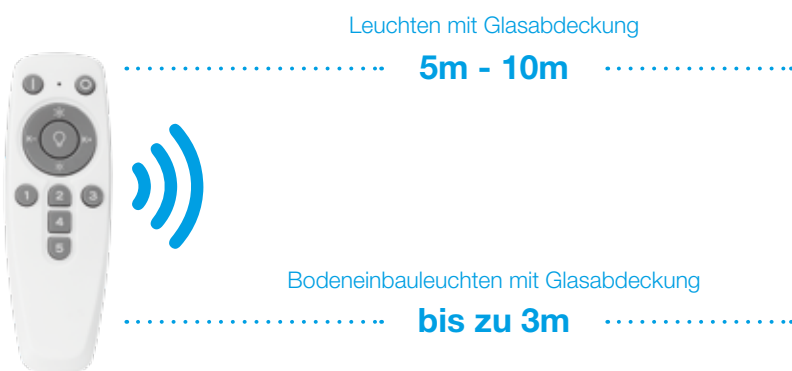 Leuchten mit Glasabdeckung
5m - 10m
K- K+
1 2 3
4
5
Bodeneinbauleuchten mit Glasabdeckung
bis zu 3m